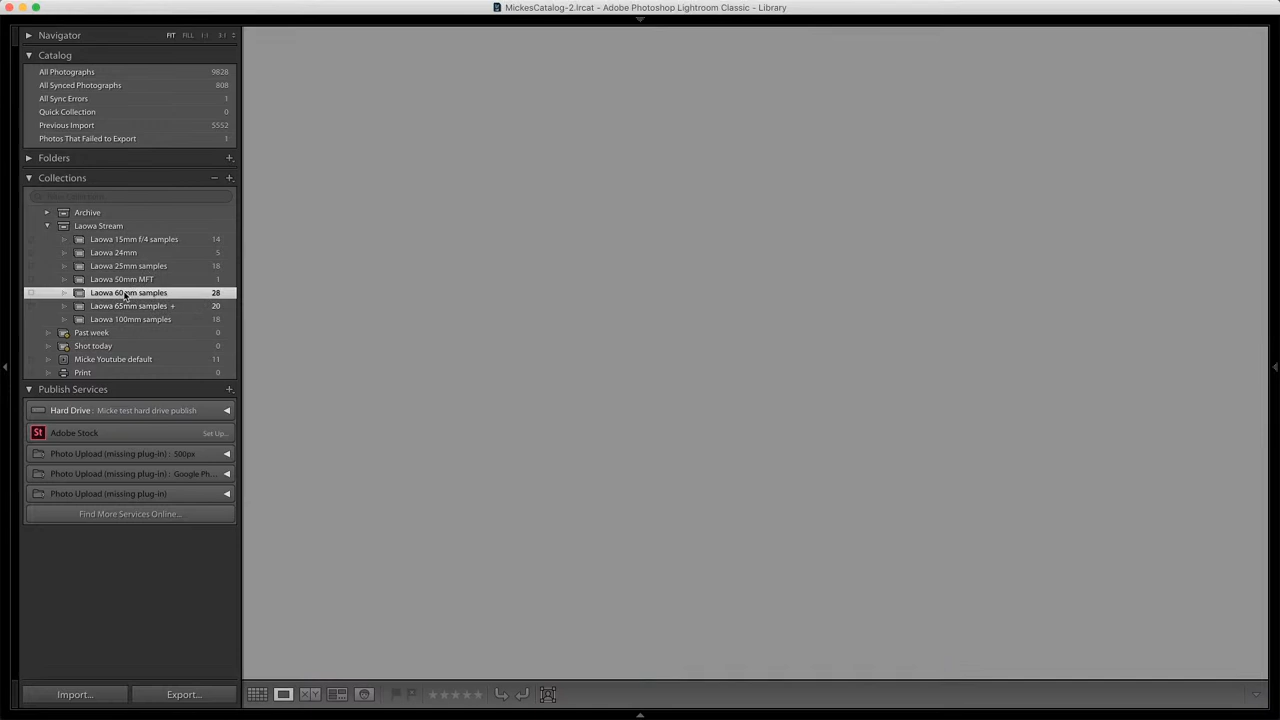 MickesCatalog-2.lrcat - Adobe Photoshop Lightroom Classic - Library
Navigator FIT FILL 1:1 3:1
Catalog
All Photographs 9828
All Synced Photographs 808
All Sync Errors 1
Quick Collection 0
Previous Import 5552
Photos That Failed to Export 1
Folders +
Collections − +
Archive
Laowa Stream
Laowa 15mm f/4 samples 14
Laowa 24mm 5
Laowa 25mm samples 18
Laowa 50mm MFT 1
Laowa 60mm samples 28
Laowa 65mm samples + 20
Laowa 100mm samples 18
Past week 0
Shot today 0
Micke Youtube default 11
Print 0
Publish Services +
Hard Drive : Micke test hard drive publish
St Adobe Stock Set Up...
Photo Upload (missing plug-in) : 500px
Photo Upload (missing plug-in) : Google Ph...
Photo Upload (missing plug-in)
Find More Services Online...
Import... Export... X Y